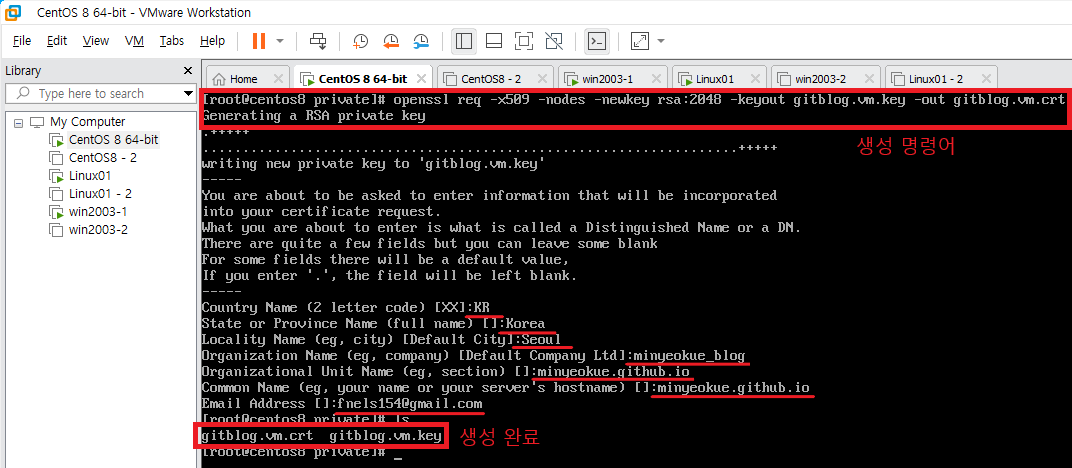 CentOS 8 64-bit - VMware Workstation
File Edit View VM Tabs Help
Library
Type here to search
My Computer
CentOS 8 64-bit
CentOS8 - 2
Linux01
Linux01 - 2
win2003-1
win2003-2
Home CentOS 8 64-bit CentOS8 - 2 win2003-1 Linux01 win2003-2 Linux01 - 2
[root@centos8 private]# openssl req -x509 -nodes -newkey rsa:2048 -keyout gitblog.vm.key -out gitblog.vm.crt
Generating a RSA private key
생성 명령어
.+++++
...................................................................+++++
writing new private key to 'gitblog.vm.key'
-----
You are about to be asked to enter information that will be incorporated
into your certificate request.
What you are about to enter is what is called a Distinguished Name or a DN.
There are quite a few fields but you can leave some blank
For some fields there will be a default value,
If you enter '.', the field will be left blank.
-----
Country Name (2 letter code) [XX]:KR
State or Province Name (full name) []:Korea
Locality Name (eg, city) [Default City]:Seoul
Organization Name (eg, company) [Default Company Ltd]:minyeokue_blog
Organizational Unit Name (eg, section) []:minyeokue.github.io
Common Name (eg, your name or your server's hostname) []:minyeokue.github.io
Email Address []:fnels154@gmail.com
[root@centos8 private]# ls
gitblog.vm.crt gitblog.vm.key
생성 완료
[root@centos8 private]# _